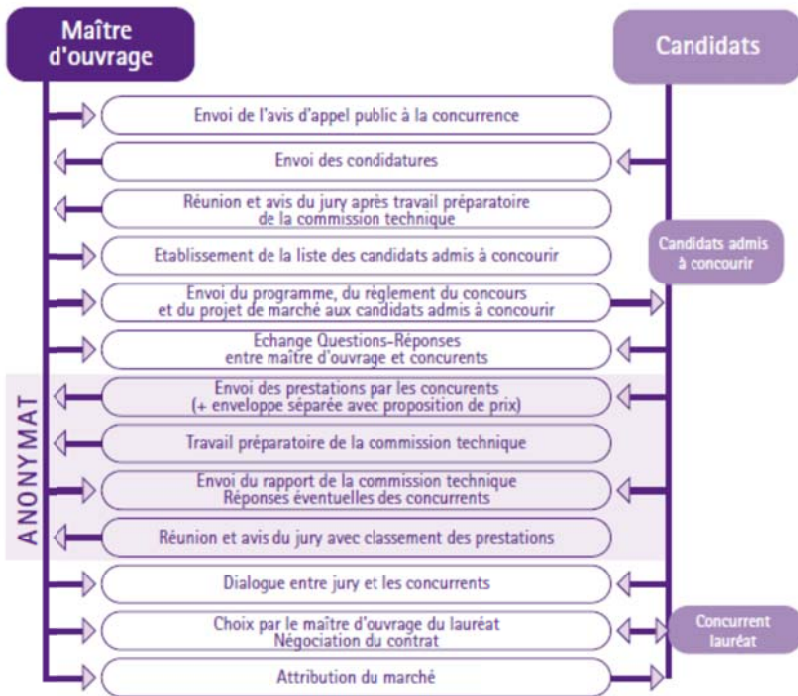 Maître
d'ouvrage
Candidats
Envoi de l'avis d'appel public à la concurrence
Envoi des condidatures
Réunion et avis du jury après travail préparatoire
de la commission technique
Etablissement de la liste des candidats admis à concourir
Candidats admis
à concourir
Envoi du programme, du règlement du concours
et du projet de marché aux candidats admis à concourir
Echange Questions-Réponses
entre maître d'ouvrage et concurents
ANONYMAT
Envoi des prestations par les concurents
(+ enveloppe séparée avec proposition de prix)
Travail préparatoire de la commission technique
Envoi du rapport de la commission technique
Réponses éventuelles des concurrents
Réunion et avis du jury avec classement des prestations
Dialogue entre jury et les concurrents
Choix par le maître d'ouvrage du lauréat
Négociation du contrat
Concurrent
lauréat
Attribution du marché